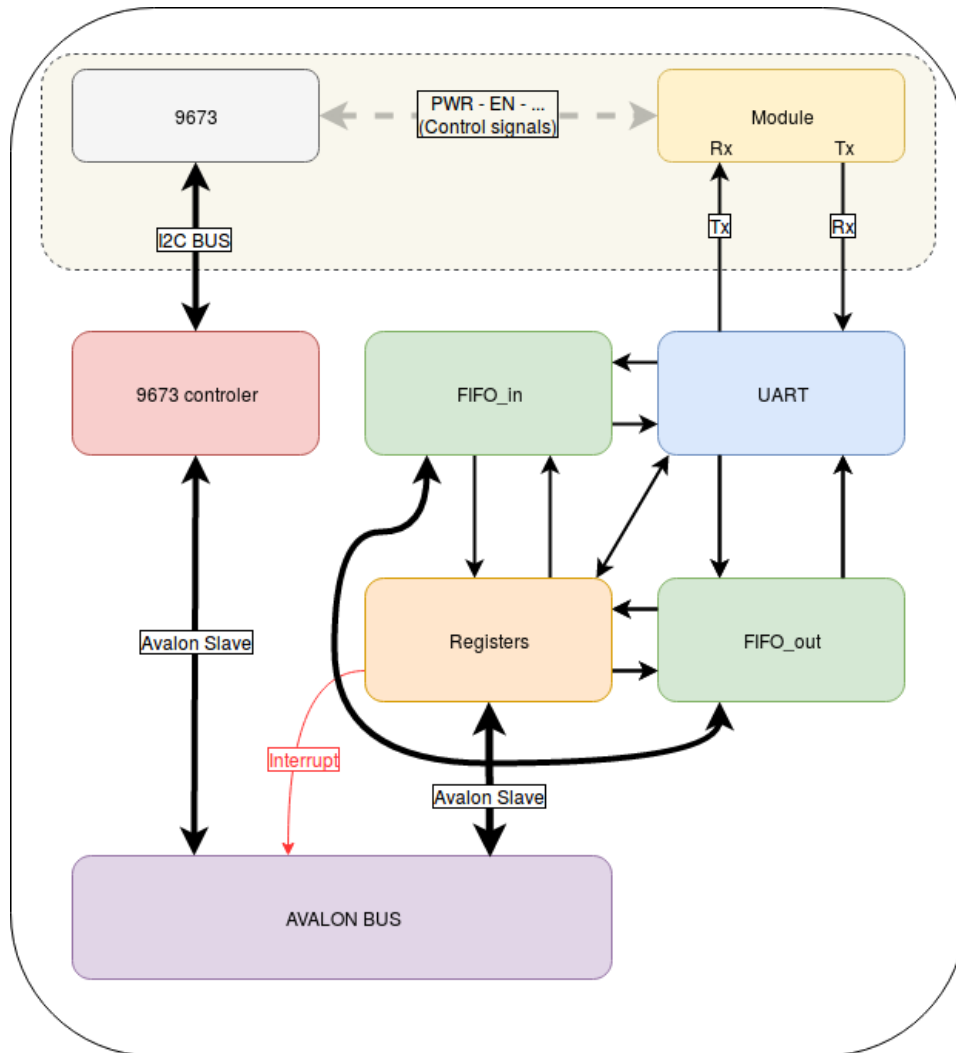 9673
PWR - EN - ...
(Control signals)
Module
Rx
Tx
I2C BUS
Tx
Rx
9673 controler
FIFO_in
UART
Avalon Slave
Registers
FIFO_out
Interrupt
Avalon Slave
AVALON BUS